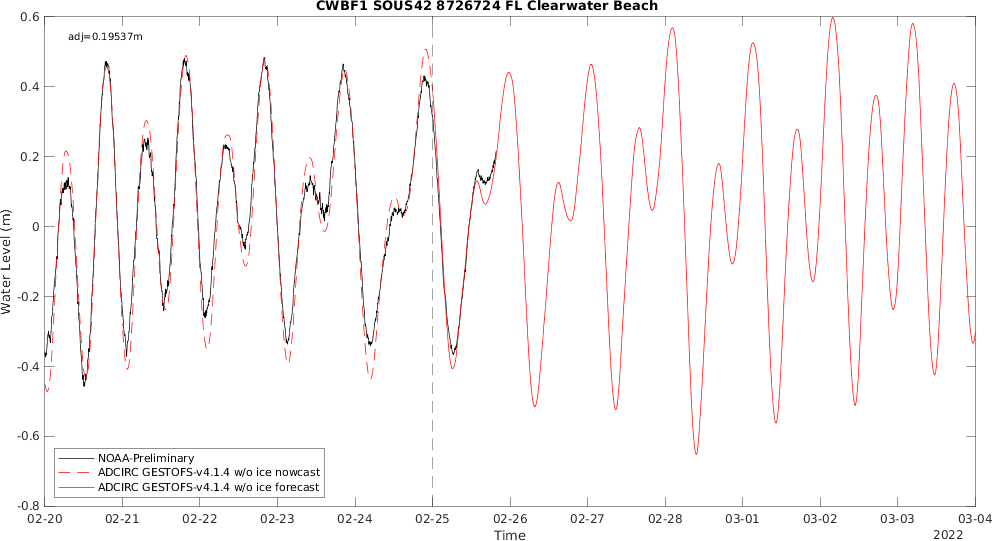 CWBF1 SOUS42 8726724 FL Clearwater Beach
adj=0.19537m
Water Level (m)
0.6
0.4
0.2
0
-0.2
-0.4
-0.6
-0.8
NOAA-Preliminary
ADCIRC GESTOFS-v4.1.4 w/o ice nowcast
ADCIRC GESTOFS-v4.1.4 w/o ice forecast
02-20 02-21 02-22 02-23 02-24 02-25 02-26 02-27 02-28 03-01 03-02 03-03 03-04
Time
2022